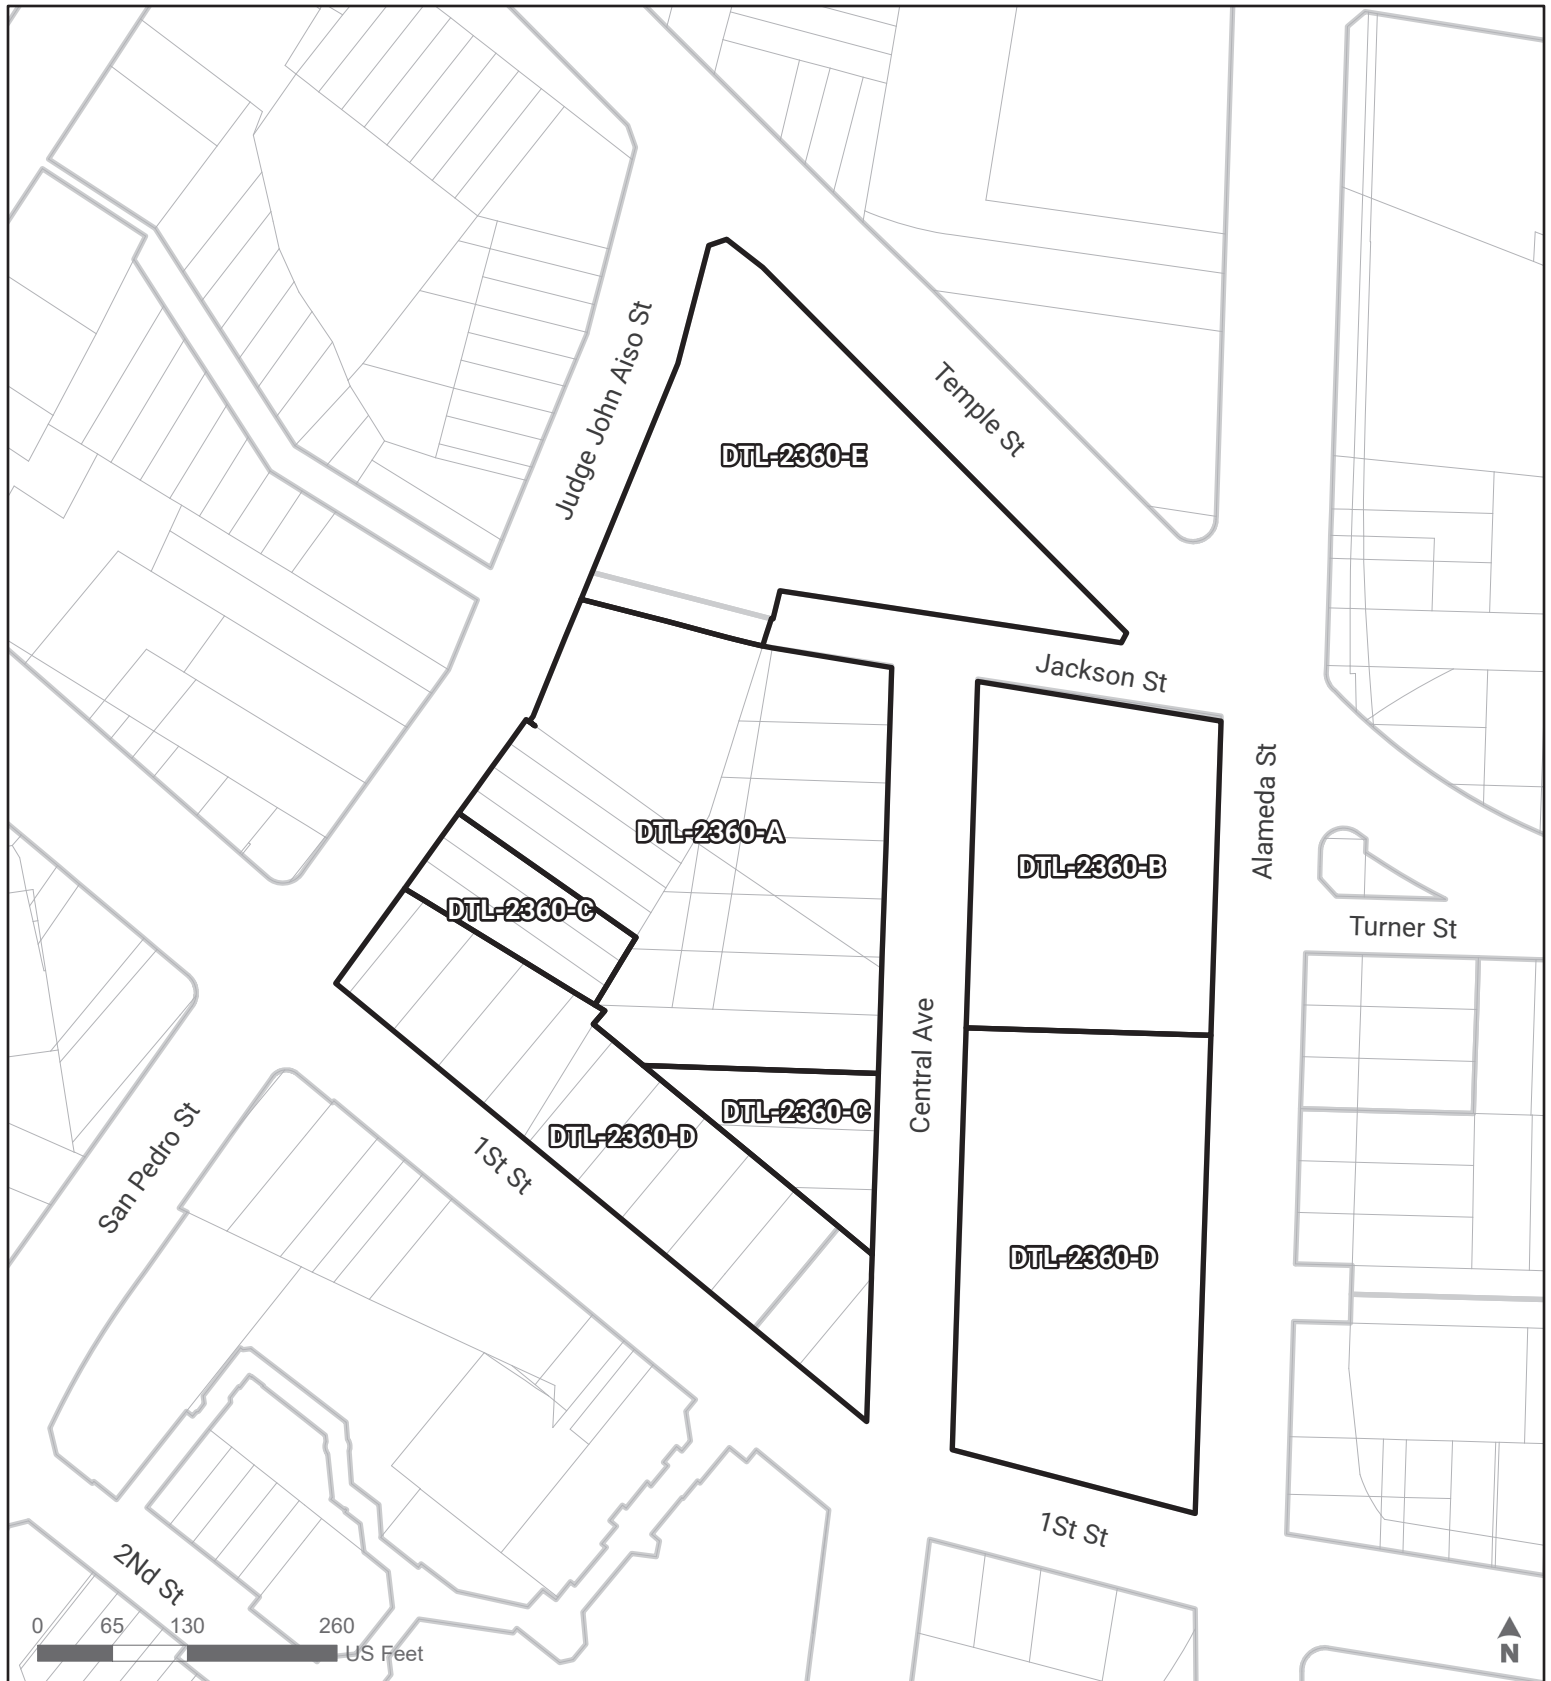 Judge John Aiso St
Temple St
DTL-2360-E
Jackson St
Alameda St
DTL-2360-A
DTL-2360-B
DTL-2360-C
Turner St
Central Ave
DTL-2360-C
DTL-2360-D
San Pedro St
1St St
DTL-2360-D
1St St
2Nd St
0 65 130 260
US Feet
N